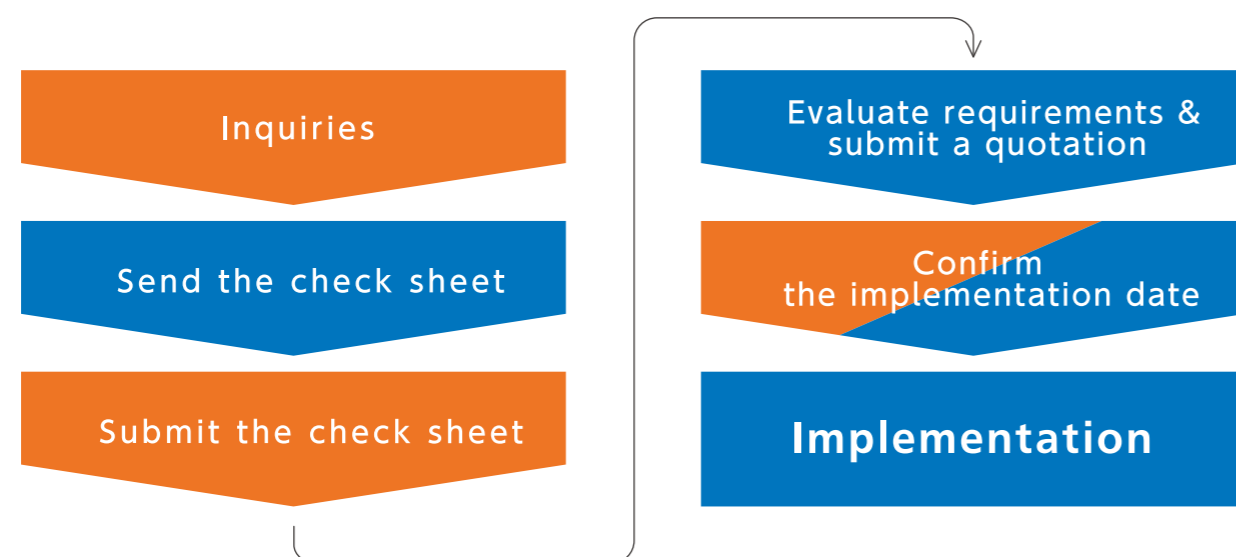 Inquiries
Send the check sheet
Submit the check sheet
Evaluate requirements &
submit a quotation
Confirm
the implementation date
Implementation